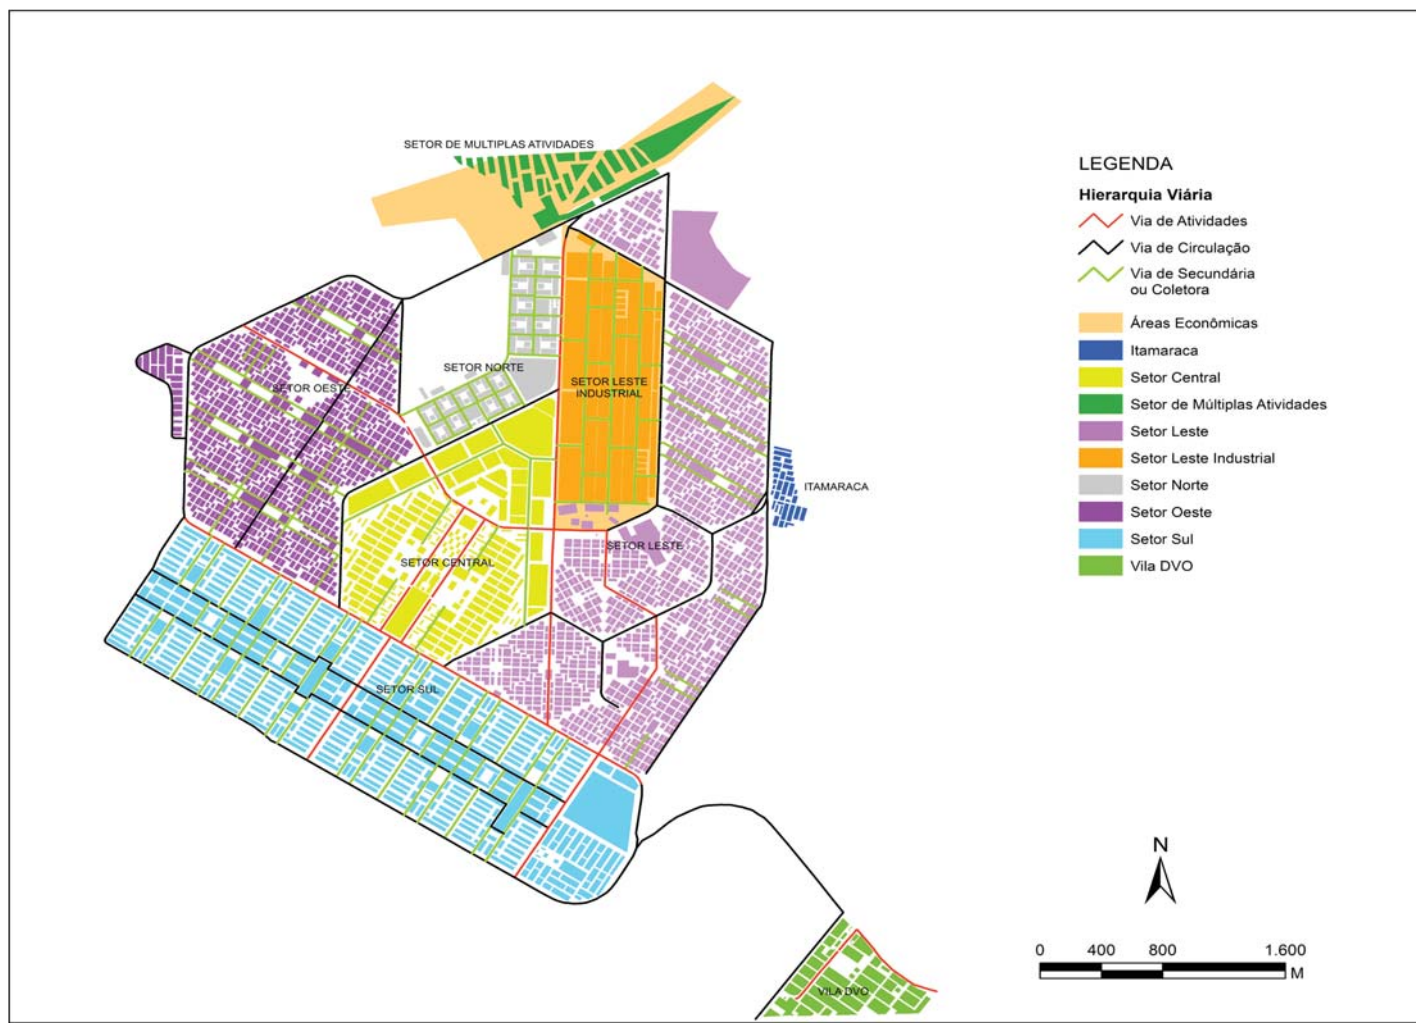 SETOR DE MULTIPLAS ATIVIDADES
SETOR NORTE
SETOR OESTE
SETOR LESTE
INDUSTRIAL
ITAMARACA
SETOR LESTE
SETOR CENTRAL
SETOR SUL
VILA DVO
LEGENDA
Hierarquia Viária
Via de Atividades
Via de Circulação
Via de Secundária
ou Coletora
Áreas Econômicas
Itamaraca
Setor Central
Setor de Múltiplas Atividades
Setor Leste
Setor Leste Industrial
Setor Norte
Setor Oeste
Setor Sul
Vila DVO
N
0 400 800 1.600
M